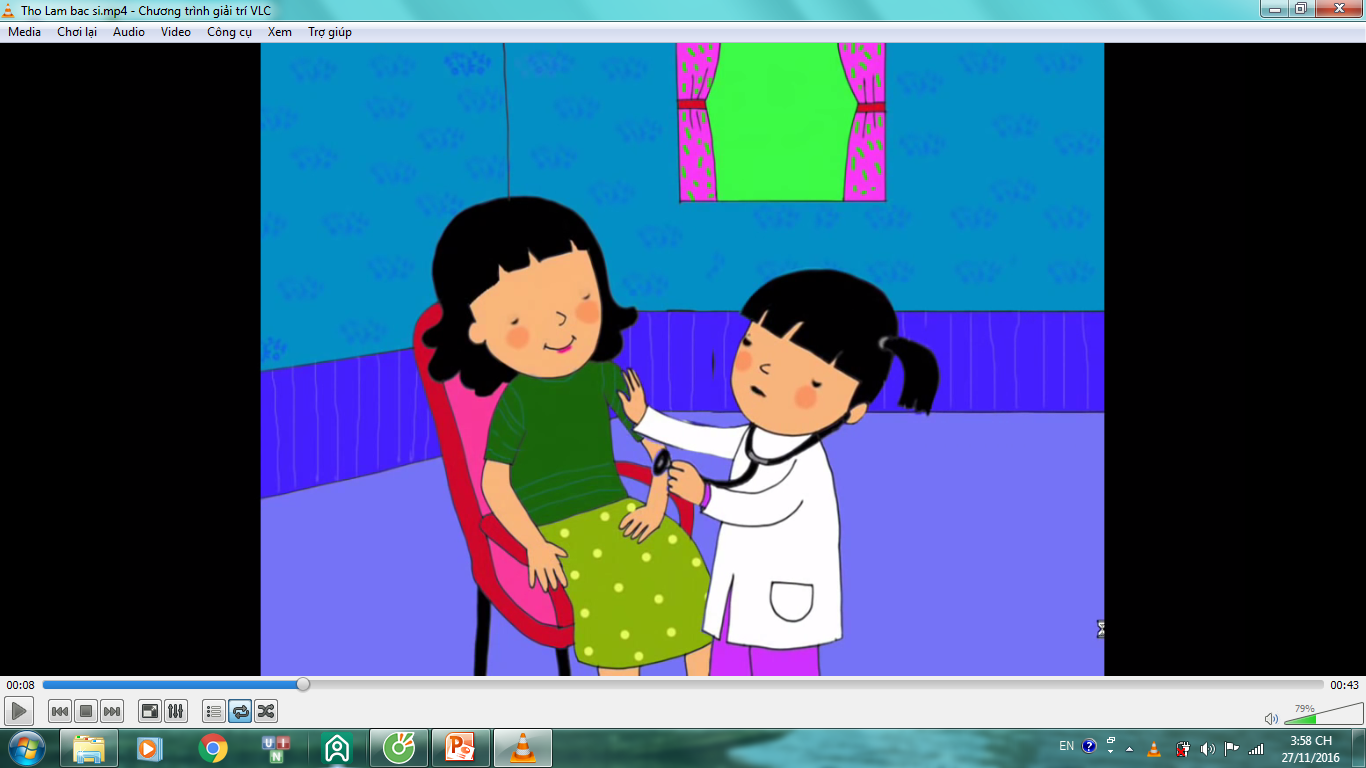 Tho Lam bac si.mp4 - Chương trình giải trí VLC
Media Chơi lại Audio Video Công cụ Xem Trợ giúp
00:08 00:43
79%
U I N
P
EN ? 3:58 CH
27/11/2016